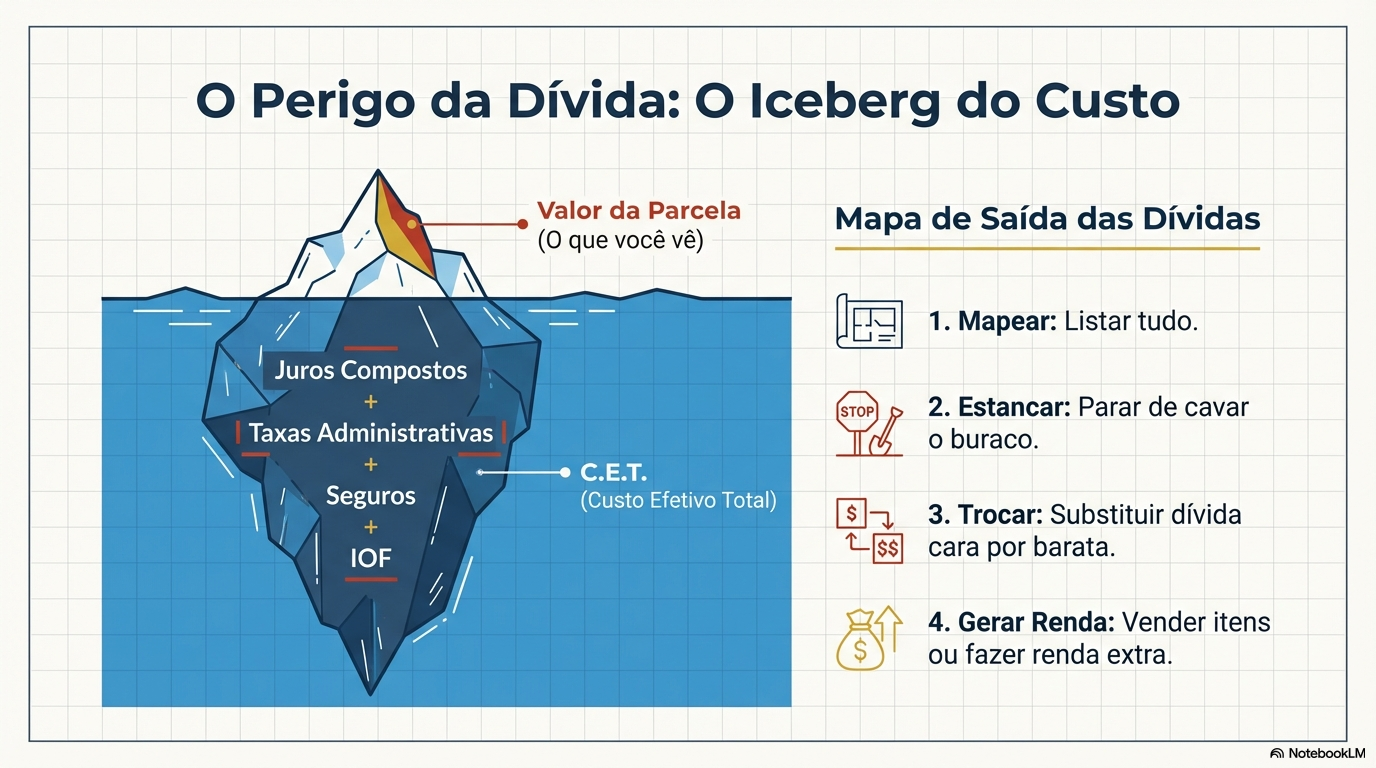 O Perigo da Dívida: O Iceberg do Custo
Valor da Parcela
(O que você vê)
Juros Compostos
+
Taxas Administrativas
+
Seguros
+
IOF
C.E.T.
(Custo Efetivo Total)
Mapa de Saída das Dívidas
1. Mapear: Listar tudo.
STOP
2. Estancar: Parar de cavar
o buraco.
$
$$
3. Trocar: Substituir dívida
cara por barata.
$
4. Gerar Renda: Vender itens
ou fazer renda extra.
NotebookLM